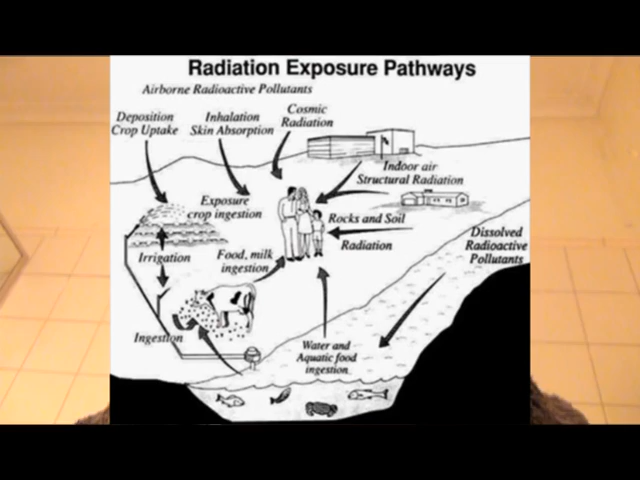 Radiation Exposure Pathways
Airborne Radioactive Pollutants
Deposition
Crop Uptake
Inhalation
Skin Absorption
Cosmic
Radiation
Indoor air
Structural Radiation
Exposure
crop ingestion
Rocks and Soil
Radiation
Dissolved
Radioactive
Pollutants
Irrigation
Food, milk
ingestion
Ingestion
Water and
Aquatic food
ingestion